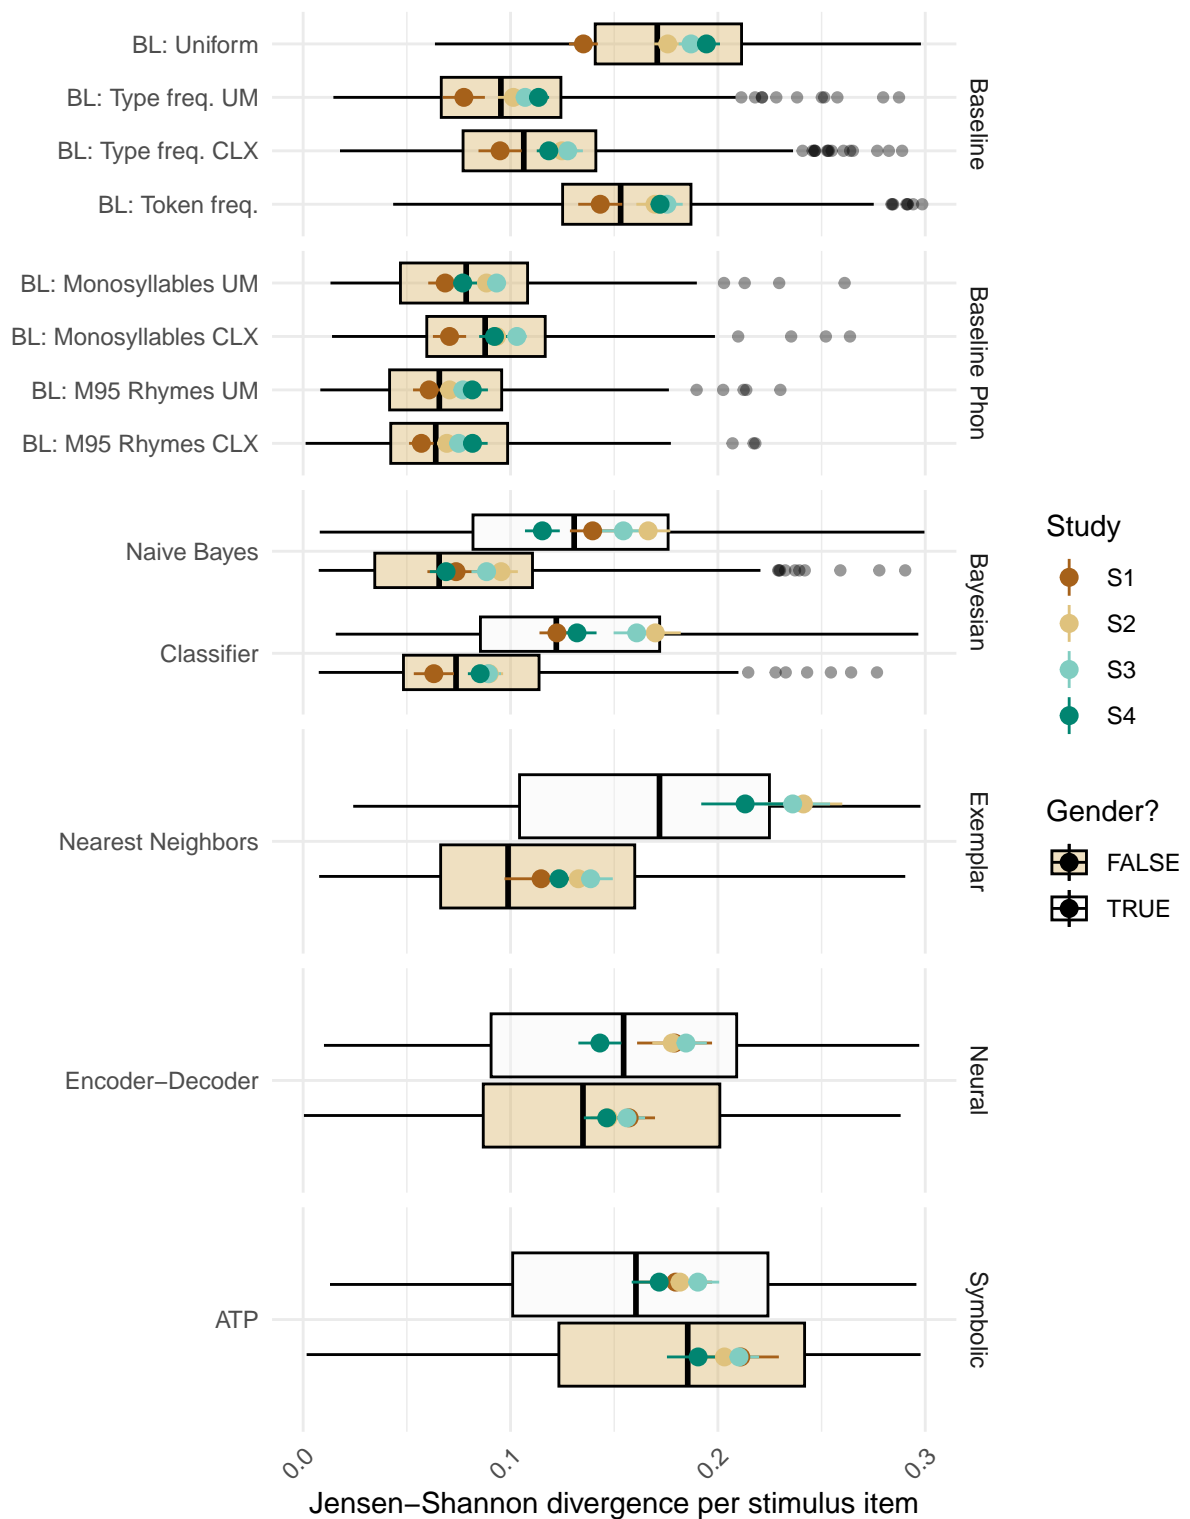 BL: Uniform
BL: Type freq. UM
BL: Type freq. CLX
BL: Token freq.
Baseline
BL: Monosyllables UM
BL: Monosyllables CLX
BL: M95 Rhymes UM
BL: M95 Rhymes CLX
Baseline Phon
Naive Bayes
Classifier
Bayesian
Nearest Neighbors
Exemplar
Encoder−Decoder
Neural
ATP
Symbolic
0.0
0.1
0.2
0.3
Jensen−Shannon divergence per stimulus item
Study
S1
S2
S3
S4
Gender?
FALSE
TRUE